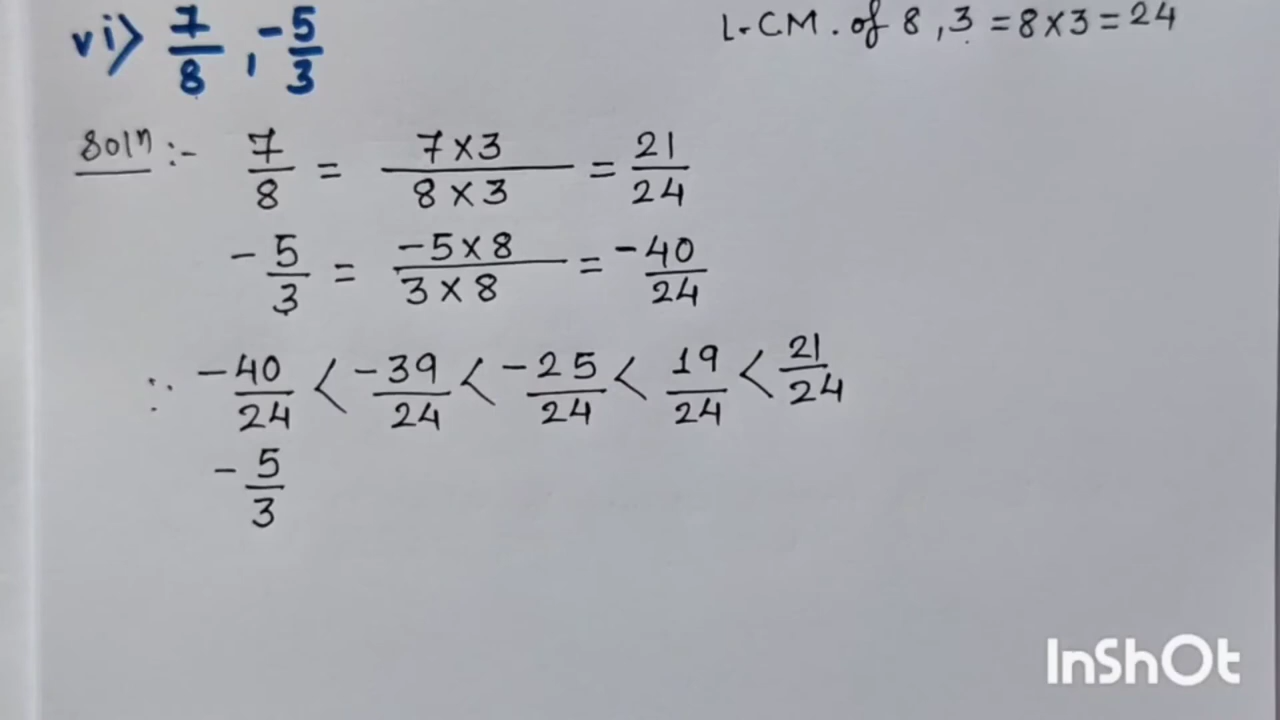 vi) 7/8 , -5/3
L.CM. of 8 , 3 = 8 × 3 = 24
Soln :- 7/8 = 7 × 3 / 8 × 3 = 21/24
-5/3 = -5 × 8 / 3 × 8 = -40/24
∴ -40/24 < -39/24 < -25/24 < 19/24 < 21/24
-5/3
InShOt